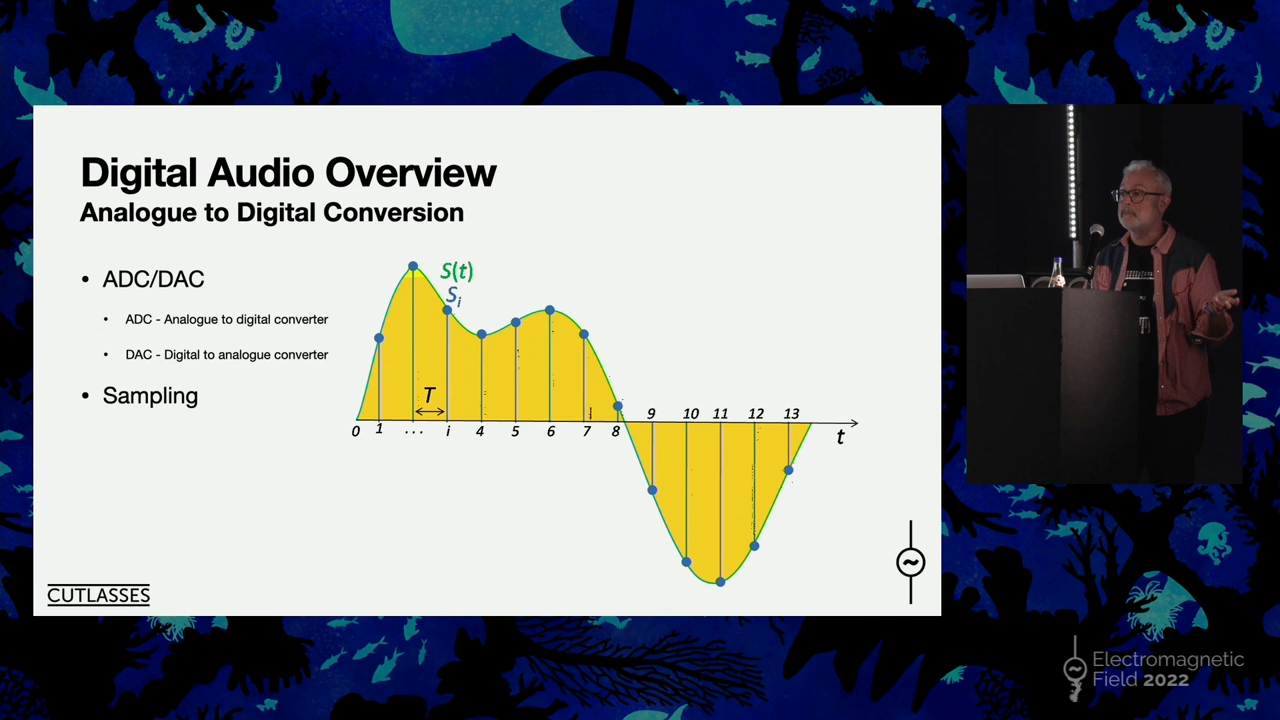 Digital Audio Overview
Analogue to Digital Conversion
• ADC/DAC
• ADC - Analogue to digital converter
• DAC - Digital to analogue converter
• Sampling
S(t)
Si
T
0 1 ... i 4 5 6 7 8 9 10 11 12 13
t
CUTLASSES
Electromagnetic
Field 2022